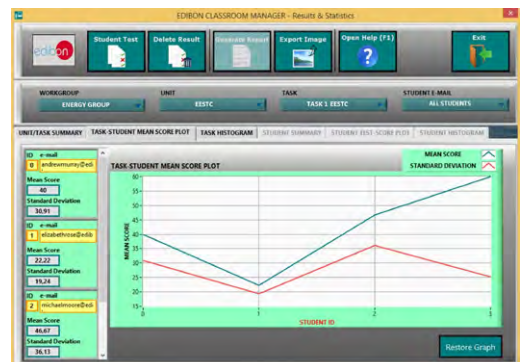 EDIBON CLASSROOM MANAGER - Results & Statistics
edibon
Student Test
Delete Result
Generate Report
Export Image
Open Help (F1)
Exit
WORKGROUP
UNIT
TASK
STUDENT E-MAIL
ENERGY GROUP
EESTC
TASK 1 EESTC
ALL STUDENTS
UNIT/TASK SUMMARY
TASK-STUDENT MEAN SCORE PLOT
TASK HISTOGRAM
STUDENT SUMMARY
STUDENT HISTOGRAM
ID e-mail
0 andrewmurray@edi
Mean Score
40
Standard Deviation
30,91
ID e-mail
1 elizabethrose@edib
Mean Score
22,22
Standard Deviation
19,24
ID e-mail
2 michaelmoore@edi
Mean Score
46,67
Standard Deviation
36,13
TASK-STUDENT MEAN SCORE PLOT
MEAN SCORE
STANDARD DEVIATION
MEAN SCORE
60
55
50
45
40
35
30
25
20
15
0
1
2
3
STUDENT ID
Restore Graph